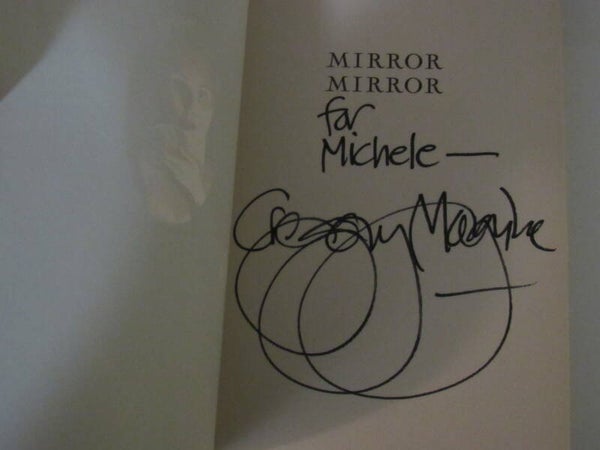 MIRROR
MIRROR
for
Michele —
Gregory Maguire